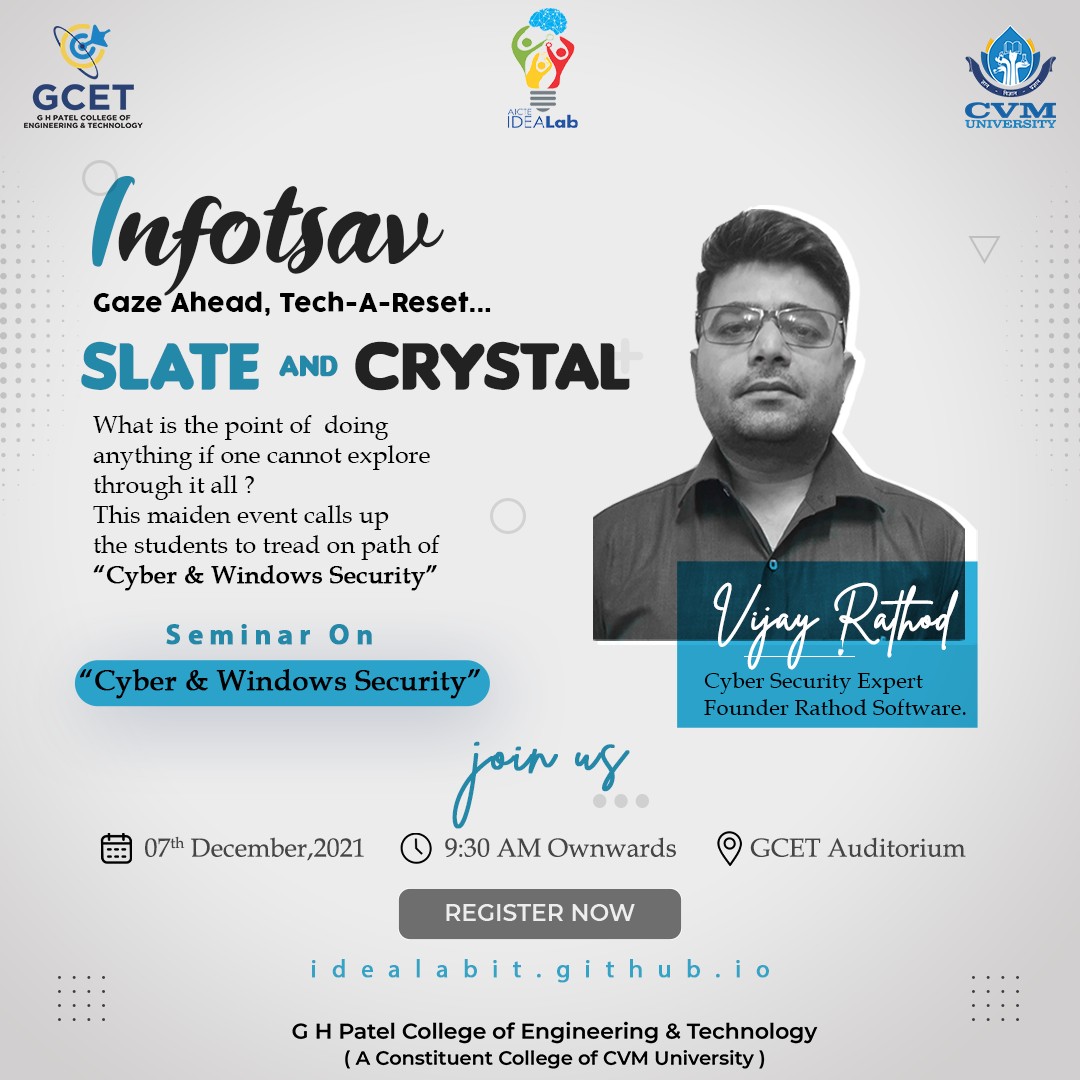 GCET
G H PATEL COLLEGE OF
ENGINEERING & TECHNOLOGY
AICTE
IDEALab
CVM
UNIVERSITY
Infotsav
Gaze Ahead, Tech-A-Reset...
SLATE AND CRYSTAL
What is the point of doing
anything if one cannot explore
through it all ?
This maiden event calls up
the students to tread on path of
“Cyber & Windows Security”
Seminar On
“Cyber & Windows Security”
Vijay Rathod
Cyber Security Expert
Founder Rathod Software.
join us
07th December,2021
9:30 AM Ownwards
GCET Auditorium
REGISTER NOW
idealabit.github.io
G H Patel College of Engineering & Technology
( A Constituent College of CVM University )